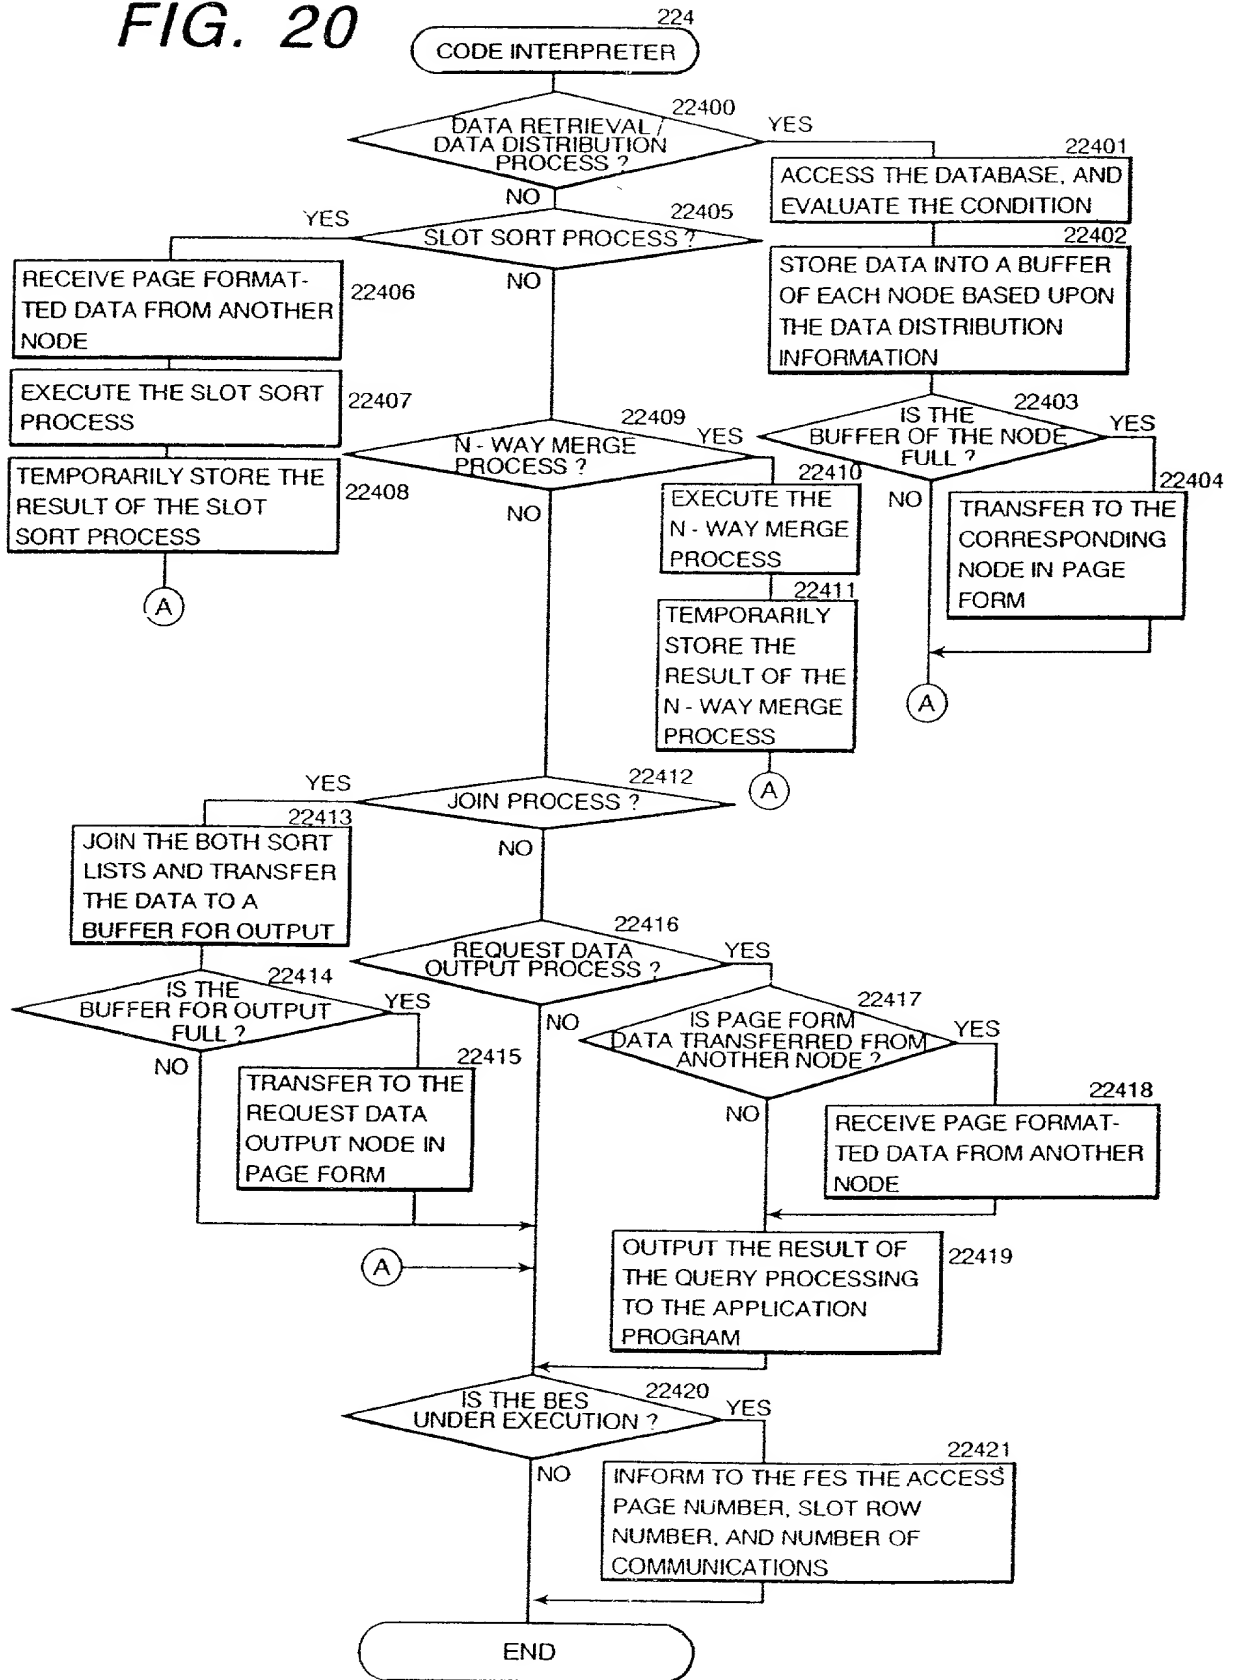 FIG. 20
224
CODE INTERPRETER
22400
DATA RETRIEVAL /
DATA DISTRIBUTION
PROCESS ?
YES
NO
22401
ACCESS THE DATABASE, AND
EVALUATE THE CONDITION
22402
STORE DATA INTO A BUFFER
OF EACH NODE BASED UPON
THE DATA DISTRIBUTION
INFORMATION
22403
IS THE
BUFFER OF THE NODE
FULL ?
YES
NO
22404
TRANSFER TO THE
CORRESPONDING
NODE IN PAGE
FORM
A
22405
SLOT SORT PROCESS ?
YES
NO
22406
RECEIVE PAGE FORMAT-
TED DATA FROM ANOTHER
NODE
22407
EXECUTE THE SLOT SORT
PROCESS
22408
TEMPORARILY STORE THE
RESULT OF THE SLOT
SORT PROCESS
A
22409
N - WAY MERGE
PROCESS ?
YES
NO
22410
EXECUTE THE
N - WAY MERGE
PROCESS
22411
TEMPORARILY
STORE THE
RESULT OF THE
N - WAY MERGE
PROCESS
A
22412
JOIN PROCESS ?
YES
NO
22413
JOIN THE BOTH SORT
LISTS AND TRANSFER
THE DATA TO A
BUFFER FOR OUTPUT
22414
IS THE
BUFFER FOR OUTPUT
FULL ?
YES
NO
22415
TRANSFER TO THE
REQUEST DATA
OUTPUT NODE IN
PAGE FORM
22416
REQUEST DATA
OUTPUT PROCESS ?
YES
NO
22417
IS PAGE FORM
DATA TRANSFERRED FROM
ANOTHER NODE ?
YES
NO
22418
RECEIVE PAGE FORMAT-
TED DATA FROM ANOTHER
NODE
22419
OUTPUT THE RESULT OF
THE QUERY PROCESSING
TO THE APPLICATION
PROGRAM
A
22420
IS THE BES
UNDER EXECUTION ?
YES
NO
22421
INFORM TO THE FES THE ACCESS
PAGE NUMBER, SLOT ROW
NUMBER, AND NUMBER OF
COMMUNICATIONS
END